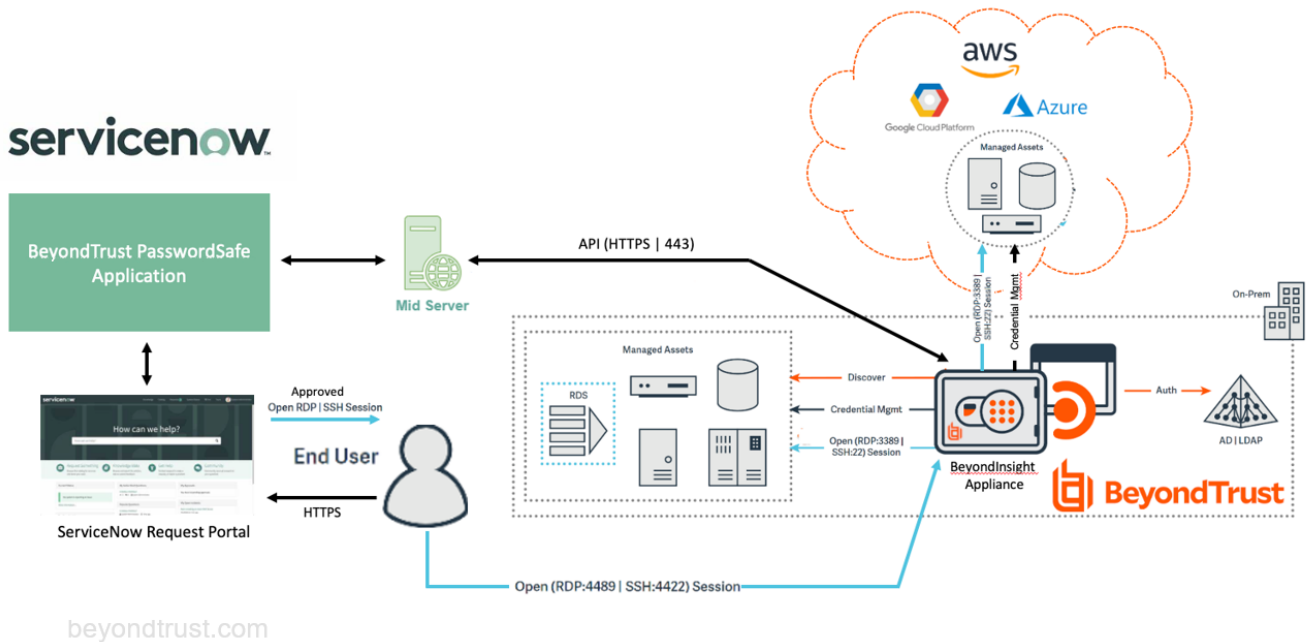 servicenow
BeyondTrust PasswordSafe
Application
Mid Server
API (HTTPS | 443)
aws
Google Cloud Platform
Azure
Managed Assets
Open (RDP:3389 |
SSH:22) Session
Credential Mgmt
On-Prem
Managed Assets
RDS
Discover
Credential Mgmt
Open (RDP:3389 |
SSH:22) Session
Auth
AD | LDAP
BeyondInsight
Appliance
BeyondTrust
Approved
Open RDP | SSH Session
End User
HTTPS
How can we help?
ServiceNow Request Portal
Open (RDP:4489 | SSH:4422) Session
beyondtrust.com